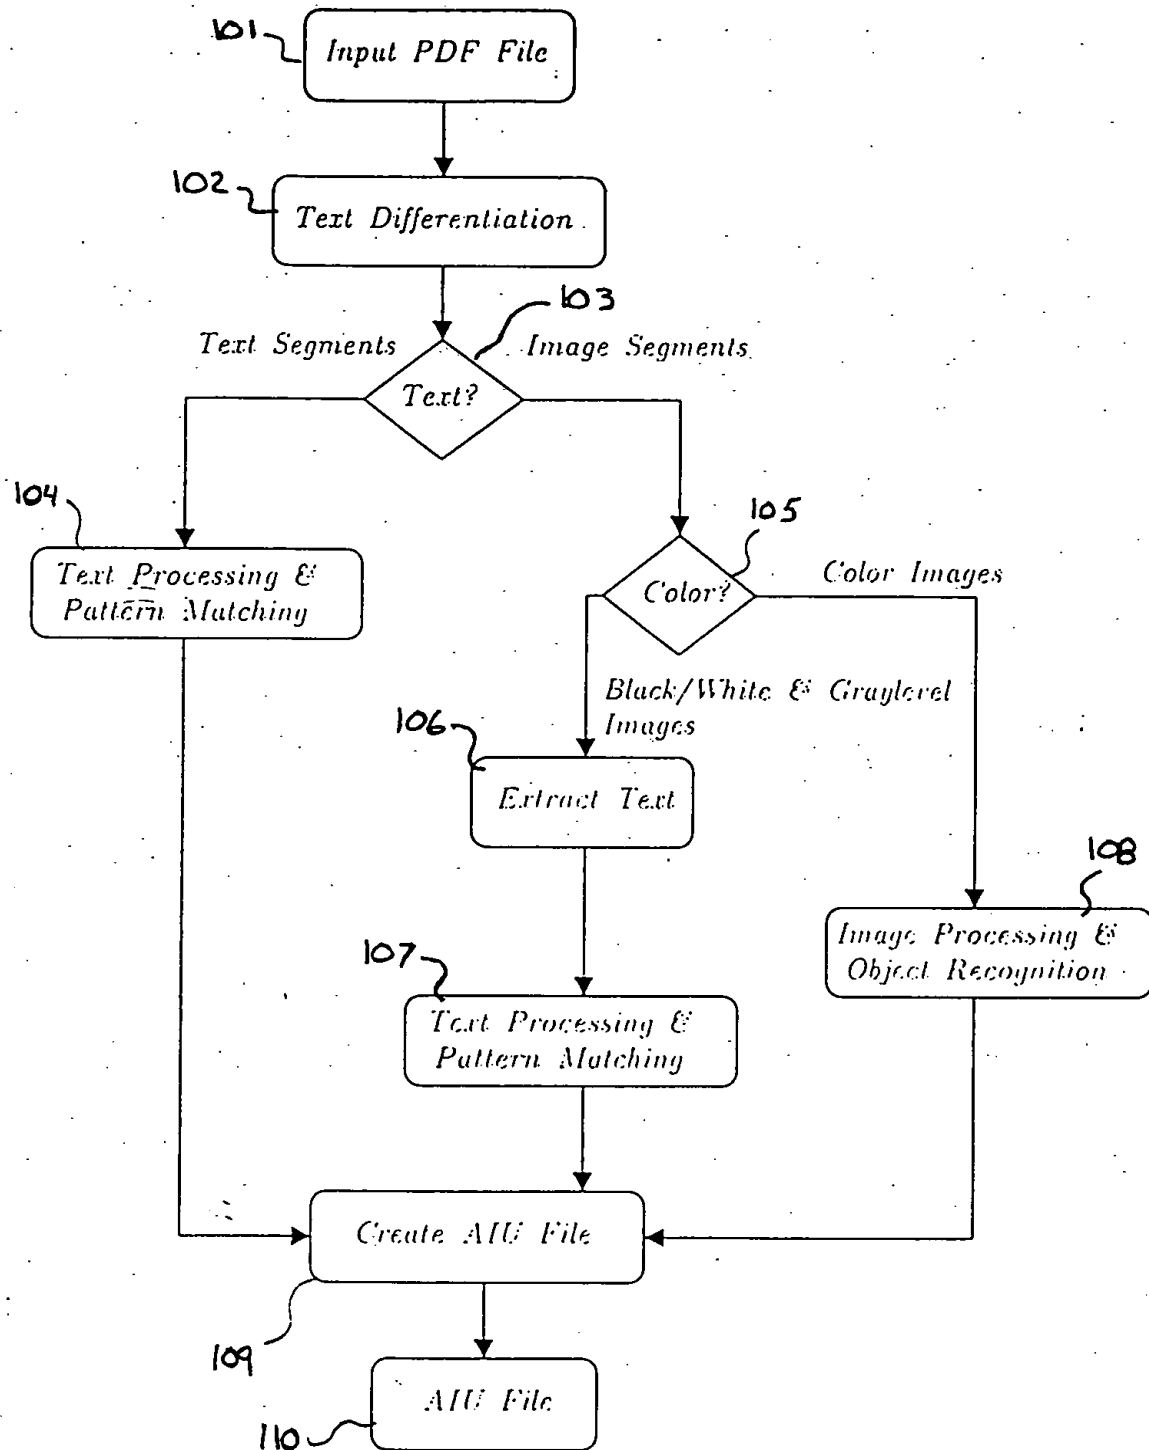 101
Input PDF File
102
Text Differentiation
103
Text Segments
Image Segments
Text?
104
105
Text Processing &
Pattern Matching
Color?
Color Images
Black/White & Graylevel
Images
106
Extract Text
108
Image Processing &
Object Recognition
107
Text Processing &
Pattern Matching
Create AIU File
109
AIU File
110